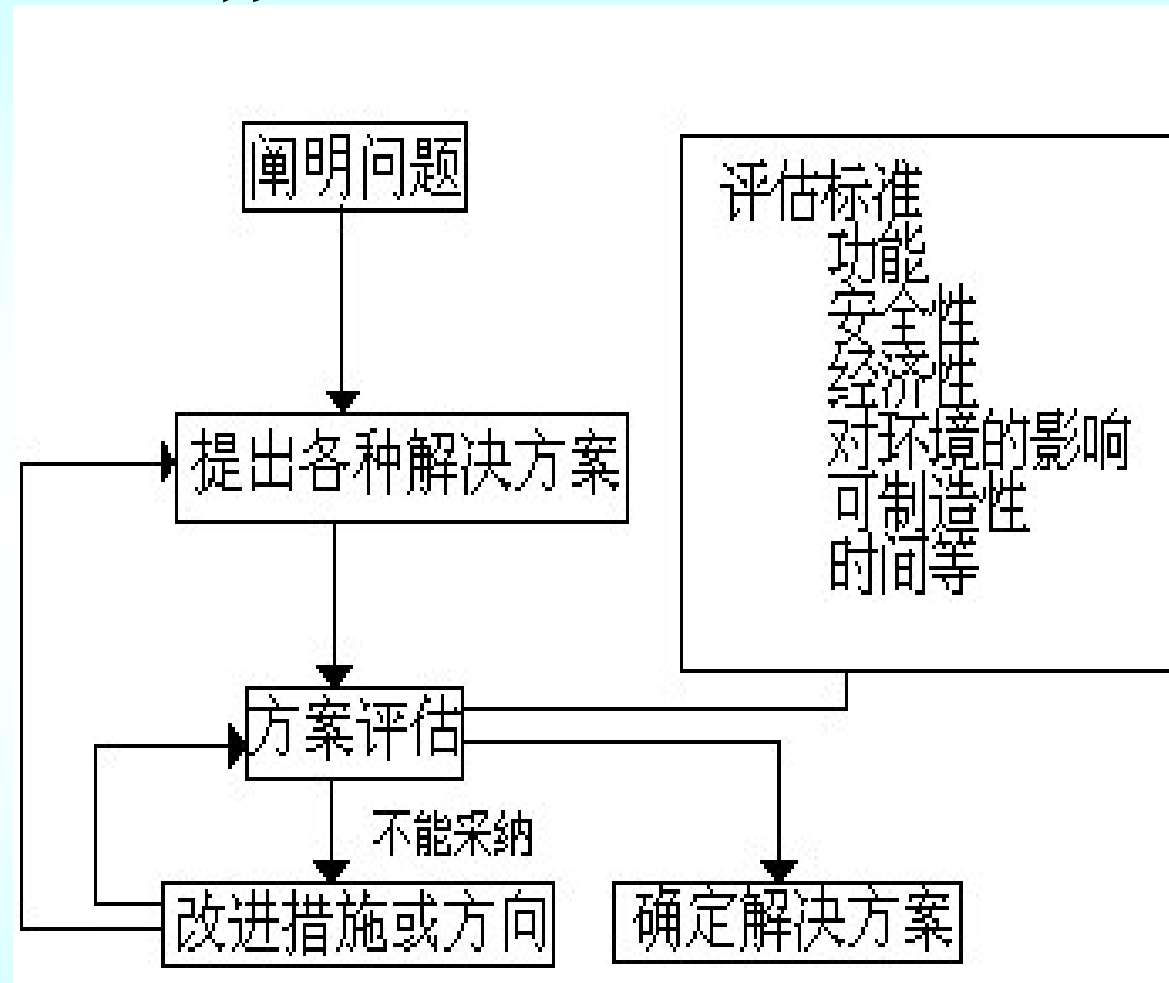 阐明问题
评估标准
功能
安全性
经济性
对环境的影响
可制造性
时间等
提出各种解决方案
方案评估
不能采纳
改进措施或方向
确定解决方案